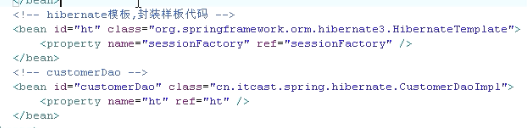 </bean>
<!-- hibernate模板,封装样板代码 -->
<bean id="ht" class="org.springframework.orm.hibernate3.HibernateTemplate">
<property name="sessionFactory" ref="sessionFactory" />
</bean>
<!-- customerDao -->
<bean id="customerDao" class="cn.itcast.spring.hibernate.CustomerDaoImpl">
<property name="ht" ref="ht" />
</bean>